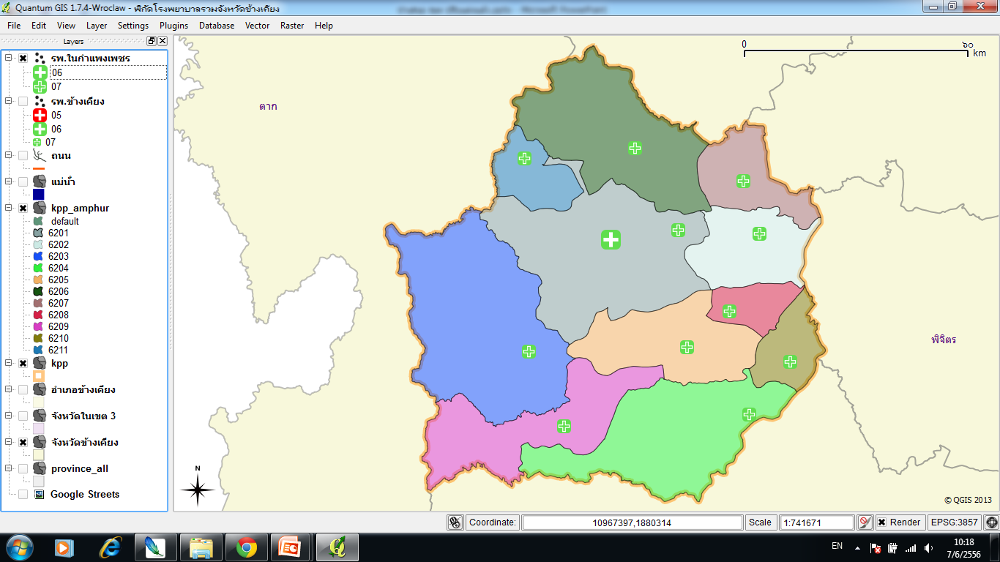 Quantum GIS 1.7.4-Wroclaw - พิกัดโรงพยาบาลรวมจังหวัดข้างเคียง
File Edit View Layer Settings Plugins Database Vector Raster Help
Layers
รพ.ในกำแพงเพชร
06
07
รพ.ข้างเคียง
05
06
07
ถนน
แม่น้ำ
kpp_amphur
default
6201
6202
6203
6204
6205
6206
6207
6208
6209
6210
6211
kpp
อำเภอข้างเคียง
จังหวัดในเขต 3
จังหวัดข้างเคียง
province_all
Google Streets
0 ๖๐
km
ตาก
พิจิตร
N
© QGIS 2013
Coordinate: 10967397,1880314 Scale 1:741671 Render EPSG:3857
EN 10:18
7/6/2556